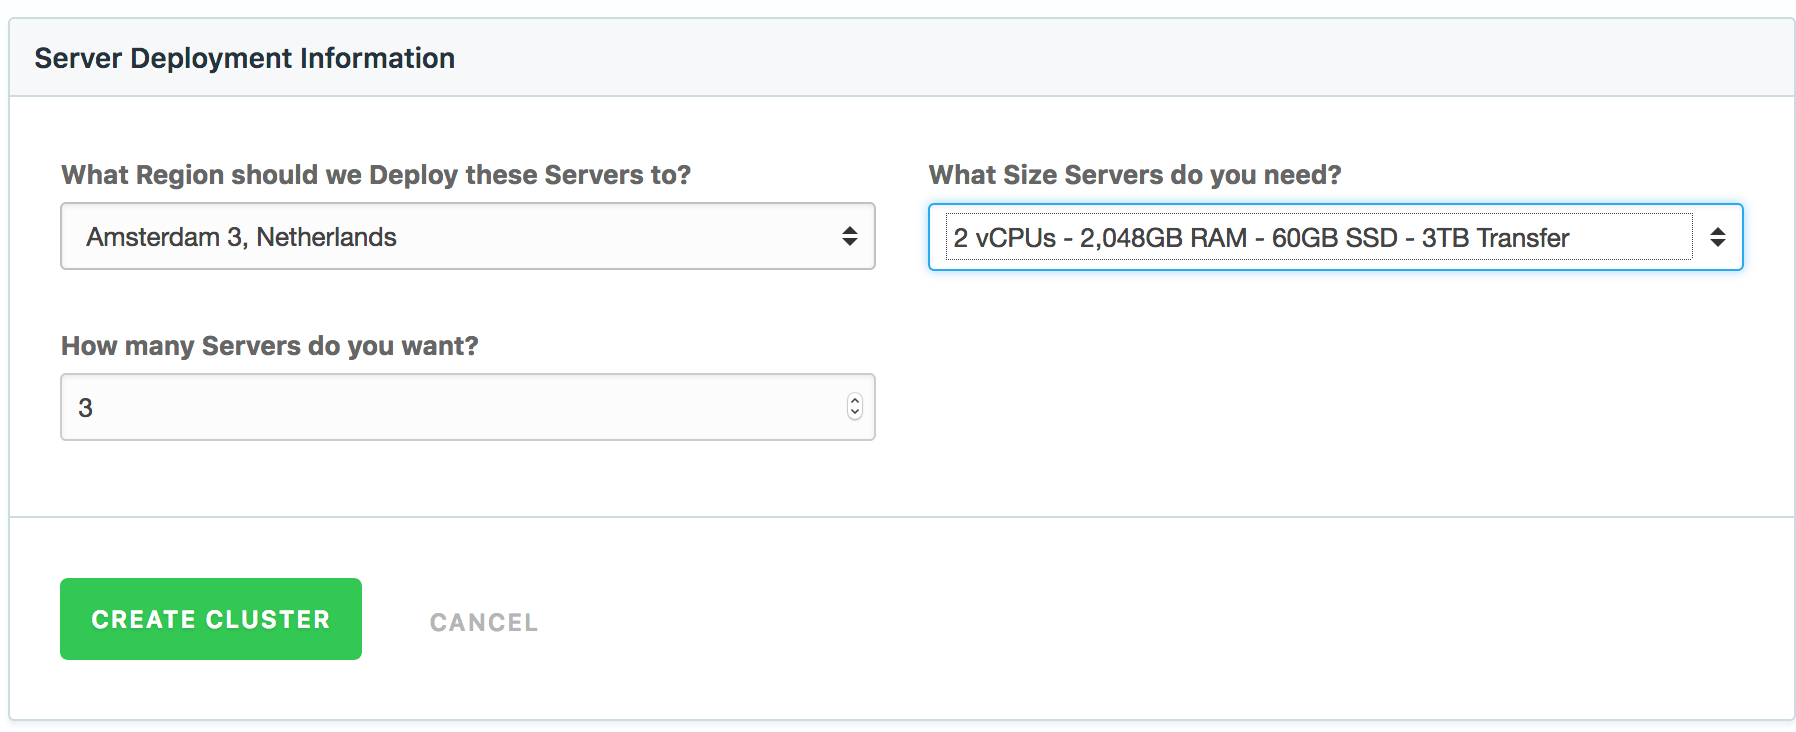 Server Deployment Information
What Region should we Deploy these Servers to?
What Size Servers do you need?
Amsterdam 3, Netherlands
2 vCPUs - 2,048GB RAM - 60GB SSD - 3TB Transfer
How many Servers do you want?
3
CREATE CLUSTER
CANCEL